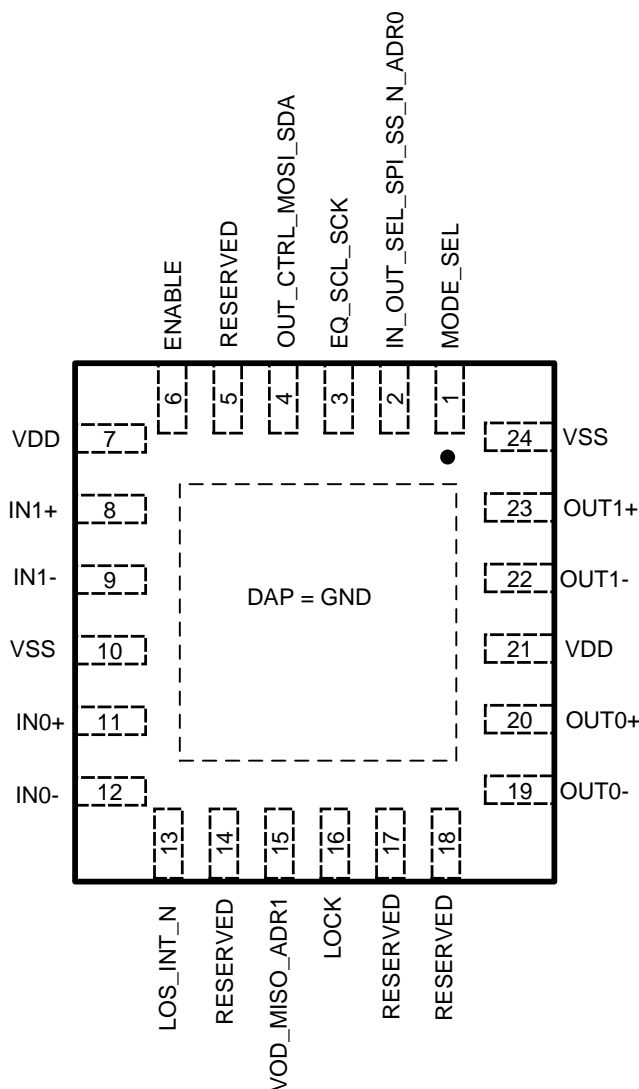 ENABLE
RESERVED
OUT_CTRL_MOSI_SDA
EQ_SCL_SCK
IN_OUT_SEL_SPI_SS_N_ADR0
MODE_SEL
6
5
4
3
2
1
VDD
7
24
VSS
IN1+
8
23
OUT1+
IN1-
9
22
OUT1-
DAP = GND
VSS
10
21
VDD
IN0+
11
20
OUT0+
IN0-
12
19
OUT0-
13
14
15
16
17
18
LOS_INT_N
RESERVED
VOD_MISO_ADR1
LOCK
RESERVED
RESERVED